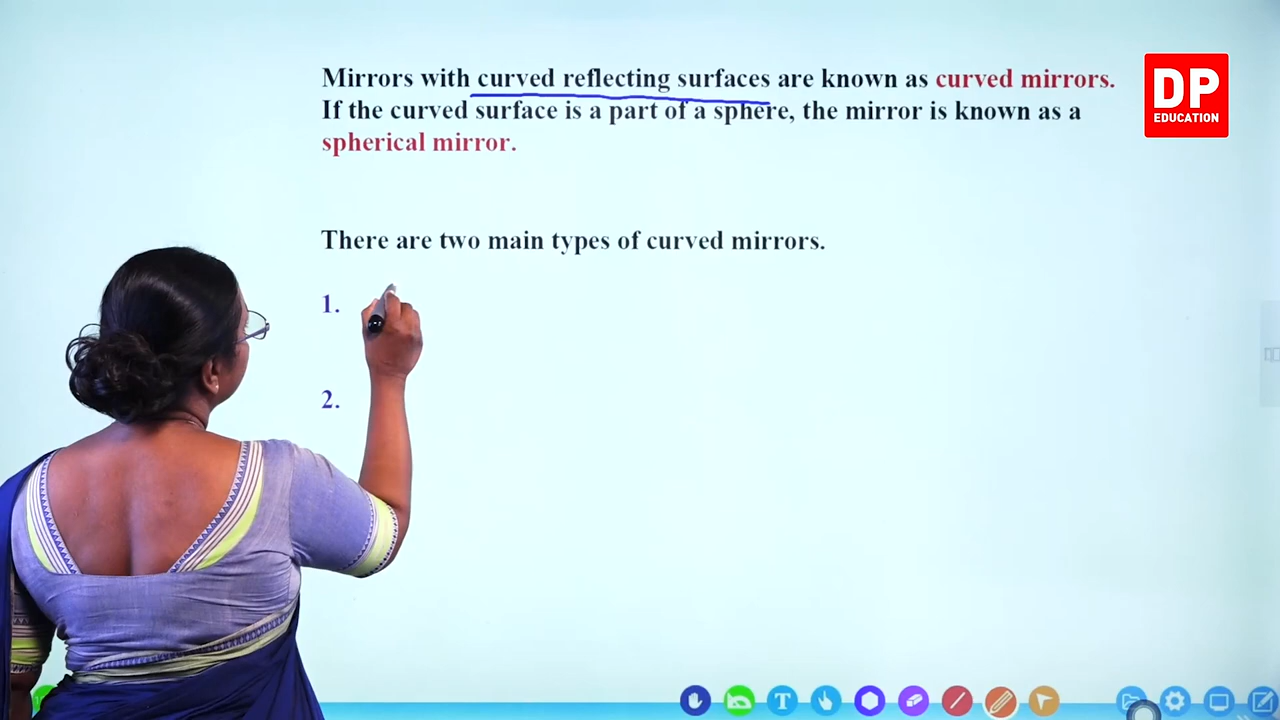 Mirrors with curved reflecting surfaces are known as curved mirrors.
If the curved surface is a part of a sphere, the mirror is known as a
spherical mirror.
There are two main types of curved mirrors.
1.
2.
DP
EDUCATION
T